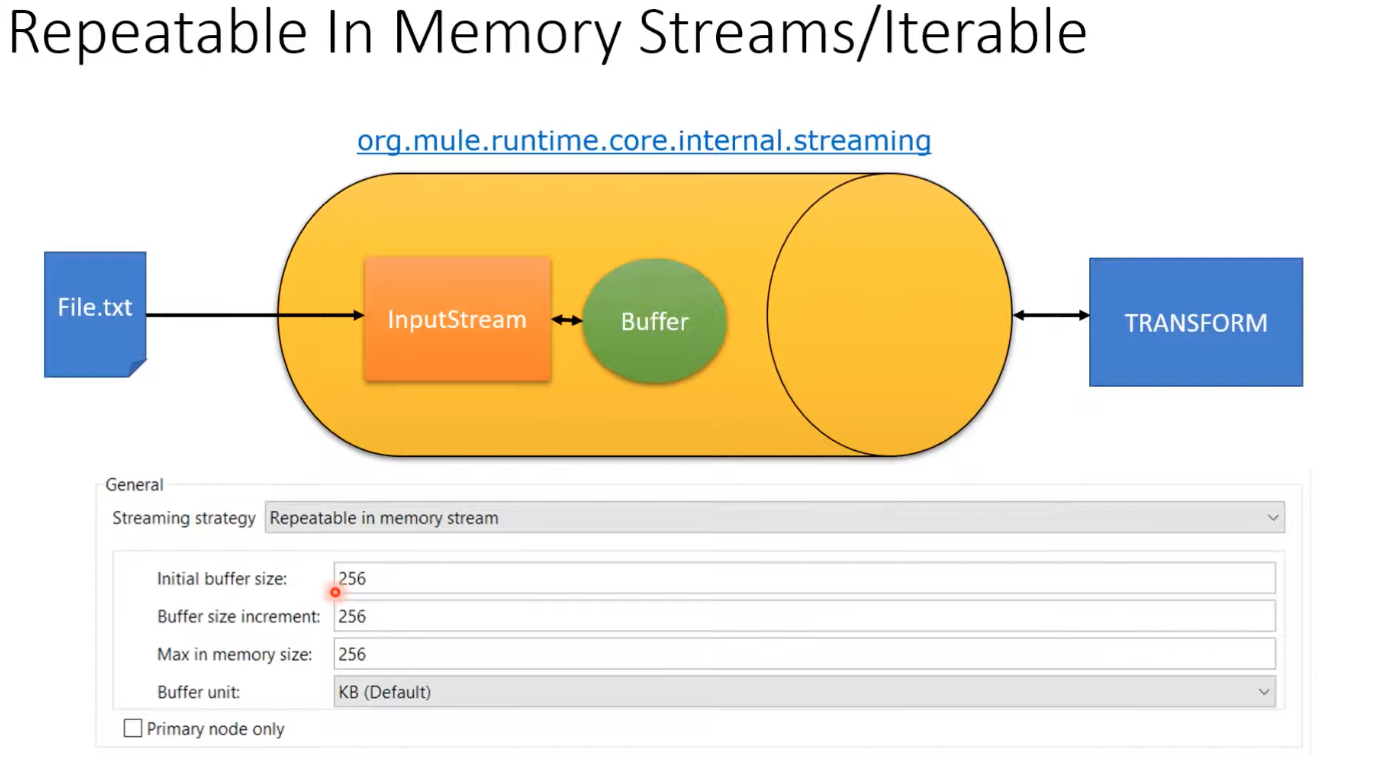 Repeatable In Memory Streams/Iterable
org.mule.runtime.core.internal.streaming
File.txt
InputStream
Buffer
TRANSFORM
General
Streaming strategy Repeatable in memory stream
Initial buffer size: 256
Buffer size increment: 256
Max in memory size: 256
Buffer unit: KB (Default)
Primary node only